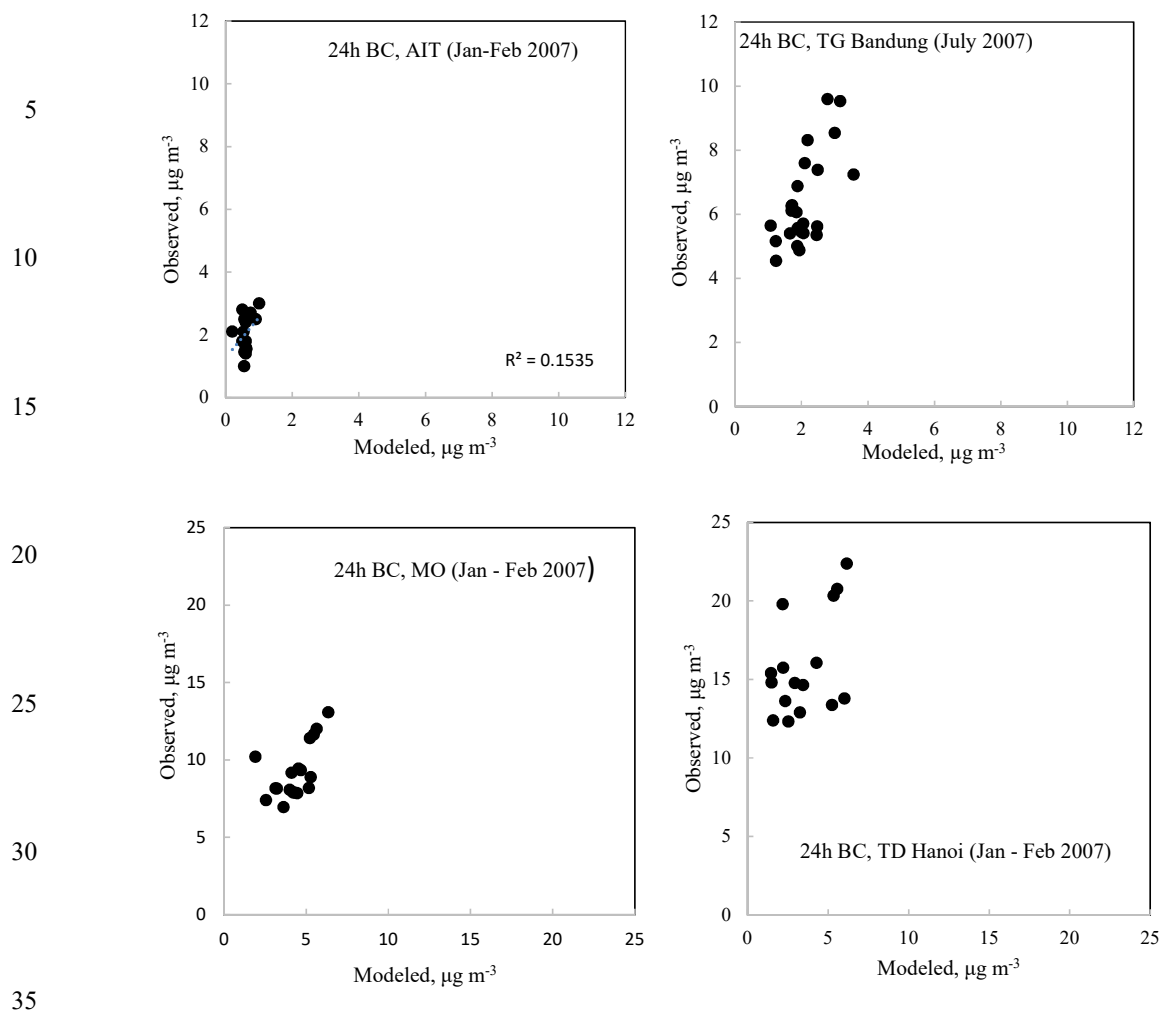 12
24h BC, AIT (Jan-Feb 2007)
10
8
6
4
2
0
Observed, µg m-3
R² = 0.1535
0 2 4 6 8 10 12
Modeled, µg m-3
12
24h BC, TG Bandung (July 2007)
10
8
6
4
2
0
Observed, µg m-3
0 2 4 6 8 10 12
Modeled, µg m-3
25
24h BC, MO (Jan - Feb 2007)
20
15
10
5
0
Observed, µg m-3
0 5 10 15 20 25
Modeled, µg m-3
25
20
15
10
5
0
Observed, µg m-3
24h BC, TD Hanoi (Jan - Feb 2007)
0 5 10 15 20 25
Modeled, µg m-3
5
10
15
20
25
30
35